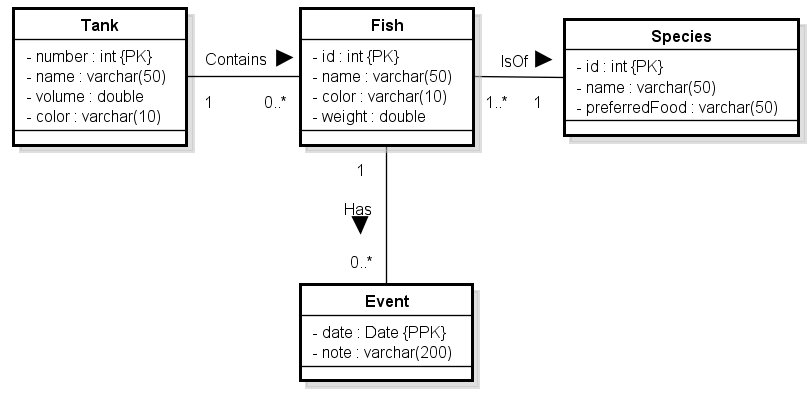 Tank
- number : int {PK}
- name : varchar(50)
- volume : double
- color : varchar(10)
Contains
1
0..*
Fish
- id : int {PK}
- name : varchar(50)
- color : varchar(10)
- weight : double
IsOf
1..*
1
Species
- id : int {PK}
- name : varchar(50)
- preferredFood : varchar(50)
1
Has
0..*
Event
- date : Date {PPK}
- note : varchar(200)